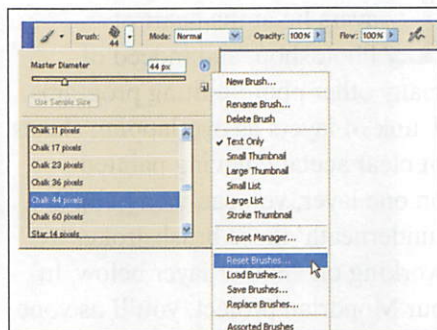 Brush: 44 Mode: Normal Opacity: 100% Flow: 100%
Master Diameter 44 px
Use Sample Size
Chalk 11 pixels
Chalk 17 pixels
Chalk 23 pixels
Chalk 36 pixels
Chalk 44 pixels
Chalk 60 pixels
Star 14 pixels
New Brush...
Rename Brush...
Delete Brush
Text Only
Small Thumbnail
Large Thumbnail
Small List
Large List
Stroke Thumbnail
Preset Manager...
Reset Brushes...
Load Brushes...
Save Brushes...
Replace Brushes...
Assorted Brushes